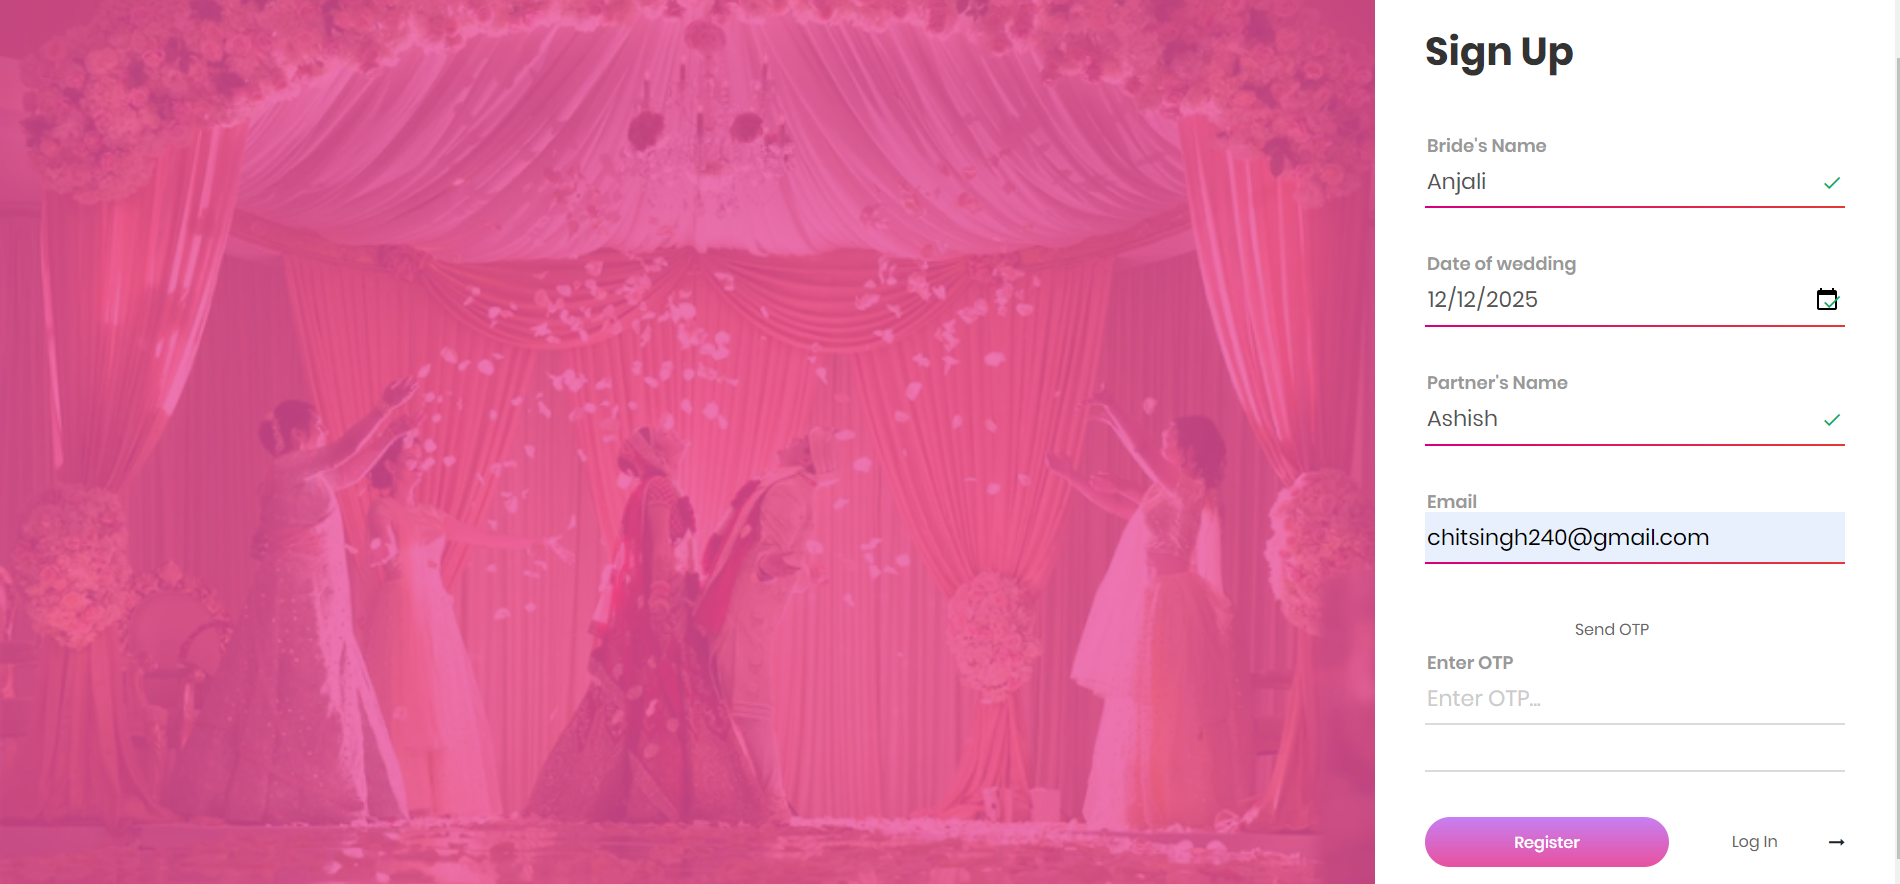 Sign Up
Bride's Name
Anjali
Date of wedding
12/12/2025
Partner's Name
Ashish
Email
chitsingh240@gmail.com
Send OTP
Enter OTP
Enter OTP...
Register
Log In →